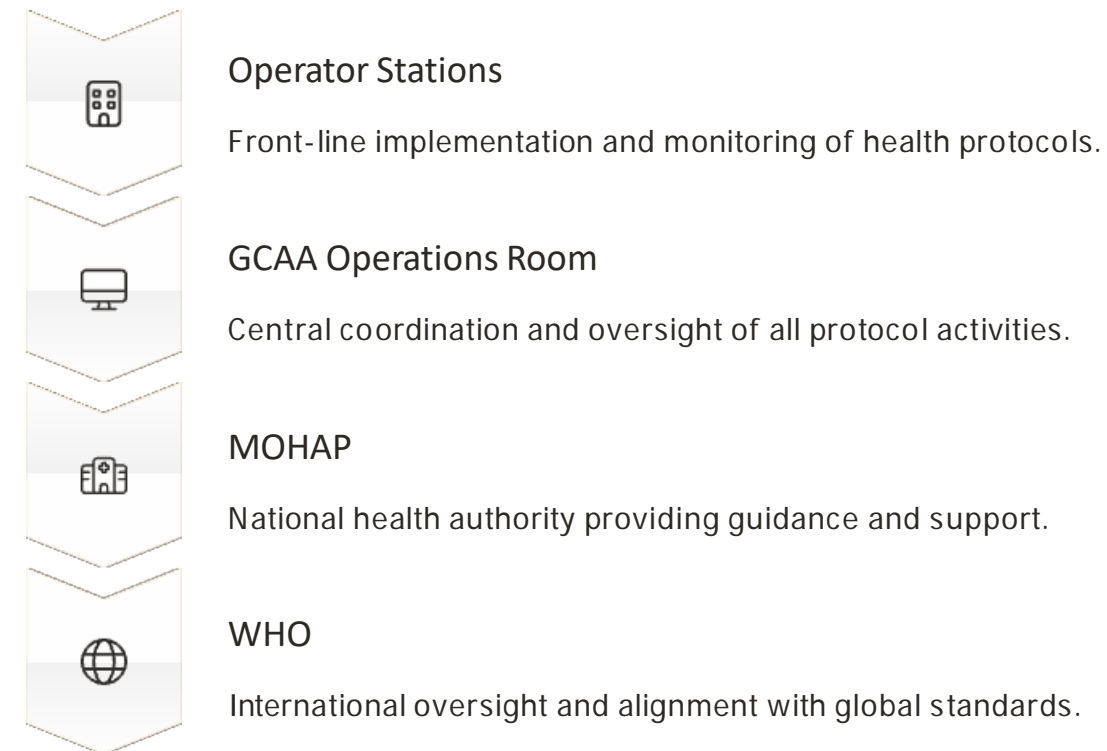 Operator Stations
Front-line implementation and monitoring of health protocols.
GCAA Operations Room
Central coordination and oversight of all protocol activities.
MOHAP
National health authority providing guidance and support.
WHO
International oversight and alignment with global standards.